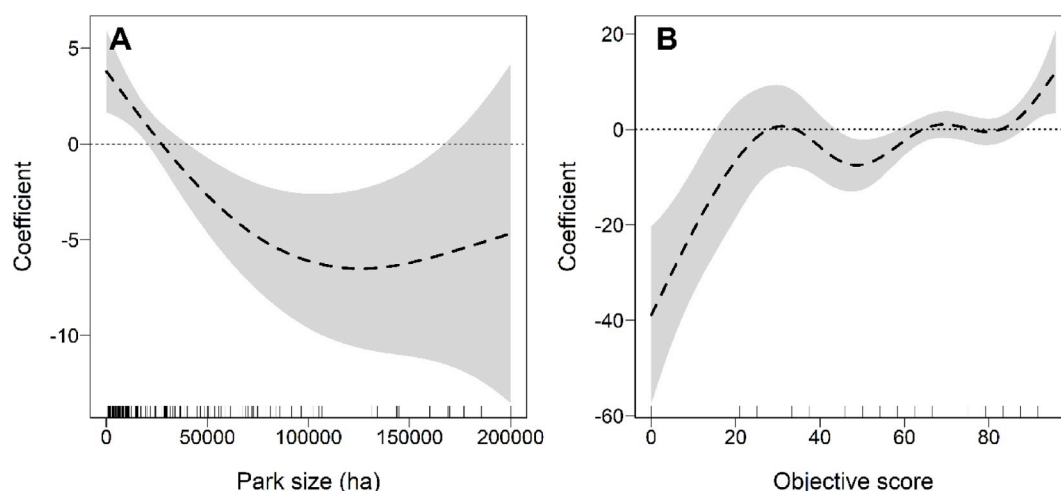 A
5
0
-5
-10
Coefficient
0 50000 100000 150000 200000
Park size (ha)
B
20
0
-20
-40
-60
Coefficient
0 20 40 60 80
Objective score